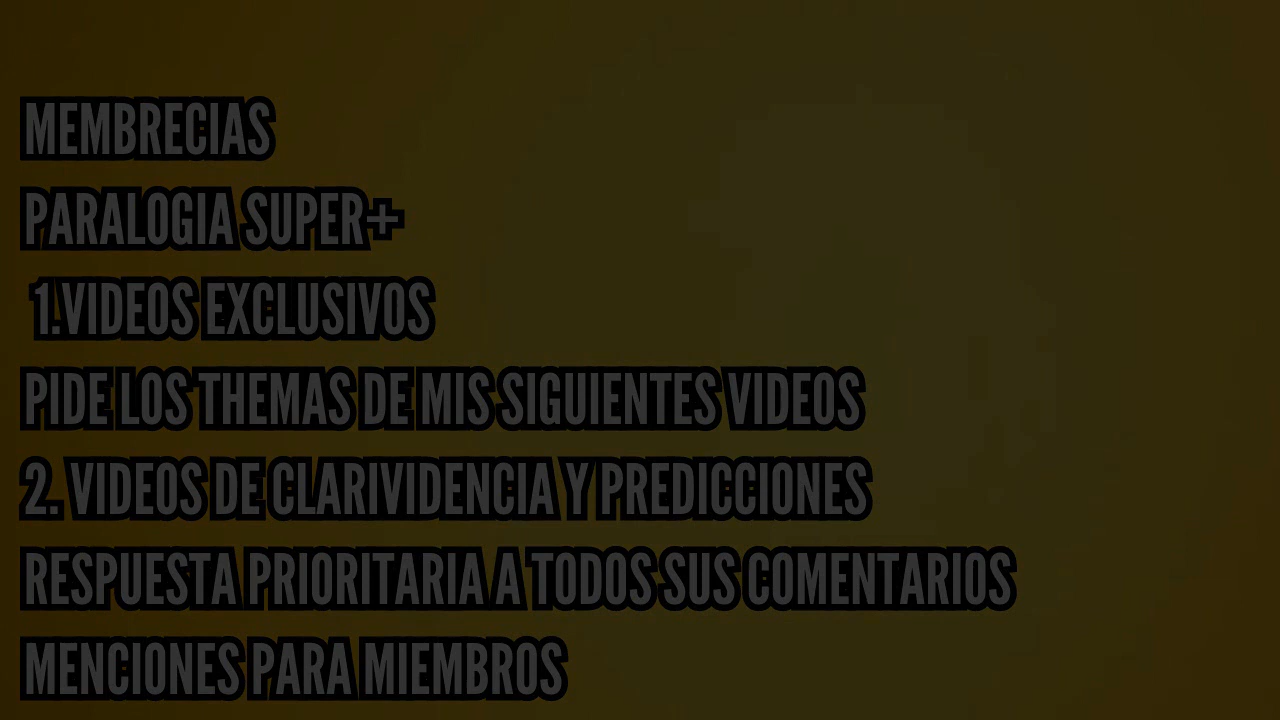 MEMBRECIAS
PARALOGIA SUPER+
1.VIDEOS EXCLUSIVOS
PIDE LOS THEMAS DE MIS SIGUIENTES VIDEOS
2. VIDEOS DE CLARIVIDENCIA Y PREDICCIONES
RESPUESTA PRIORITARIA A TODOS SUS COMENTARIOS
MENCIONES PARA MIEMBROS